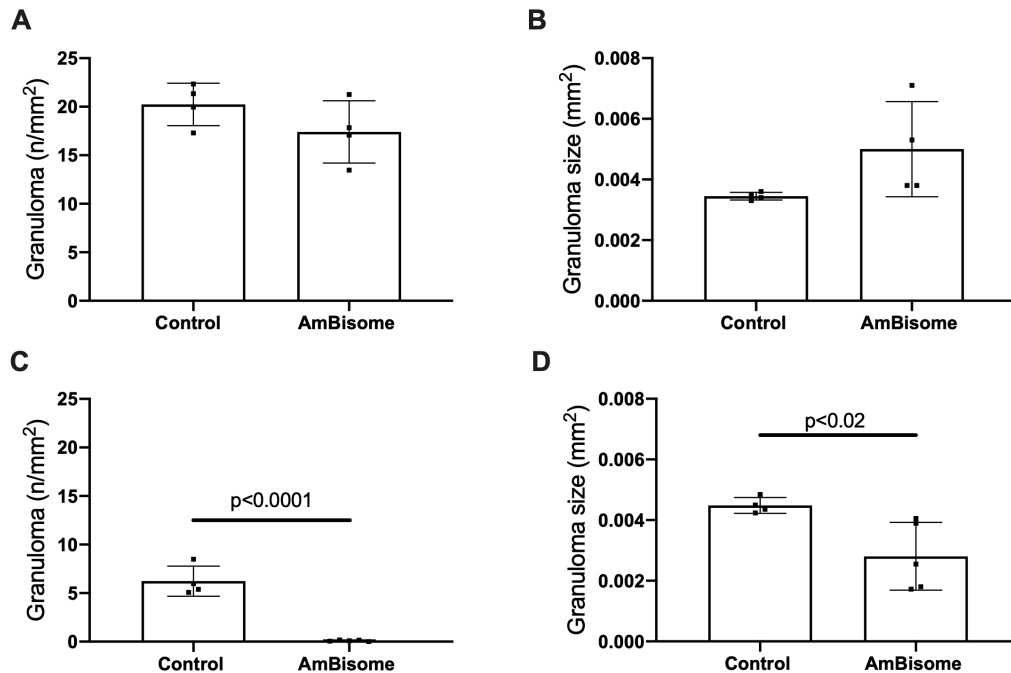 A
Granuloma (n/mm²)
25
20
15
10
5
0
Control
AmBisome
B
Granuloma size (mm²)
0.008
0.006
0.004
0.002
0.000
Control
AmBisome
C
Granuloma (n/mm²)
25
20
15
10
5
0
p<0.0001
Control
AmBisome
D
Granuloma size (mm²)
0.008
0.006
0.004
0.002
0.000
p<0.02
Control
AmBisome